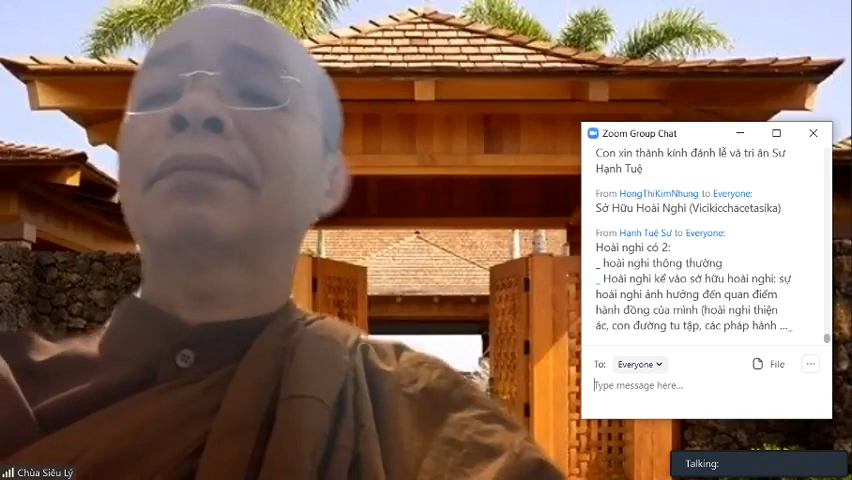 Zoom Group Chat
Con xin thành kính đảnh lễ và tri ân Sư
Hạnh Tuệ
From HongThiKimNhung to Everyone:
Sở Hữu Hoài Nghi (Vicikicchácetasika)
From Hạnh Tuệ Sư to Everyone:
Hoài nghi có 2:
_ hoài nghi thông thường
_ Hoài nghi kể vào sở hữu hoài nghi: sự
hoài nghi ảnh hưởng đến quan điểm
hành đồng của mình (hoài nghi thiện
ác, con đường tu tập, các pháp hành ..._
To: Everyone
File
...
Type message here...
Chùa Siêu Lý
Talking: